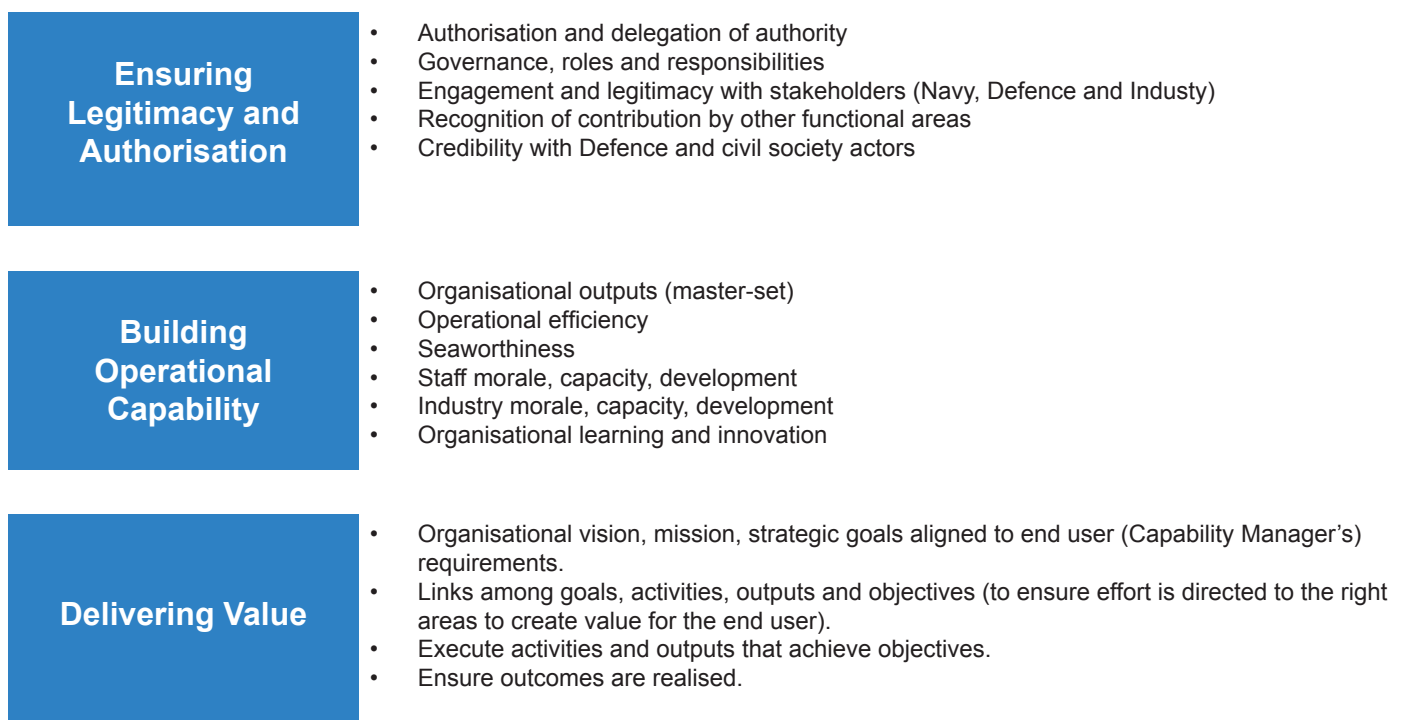 Ensuring
Legitimacy and
Authorisation
• Authorisation and delegation of authority
• Governance, roles and responsibilities
• Engagement and legitimacy with stakeholders (Navy, Defence and Industy)
• Recognition of contribution by other functional areas
• Credibility with Defence and civil society actors
Building
Operational
Capability
• Organisational outputs (master-set)
• Operational efficiency
• Seaworthiness
• Staff morale, capacity, development
• Industry morale, capacity, development
• Organisational learning and innovation
Delivering Value
• Organisational vision, mission, strategic goals aligned to end user (Capability Manager’s)
requirements.
• Links among goals, activities, outputs and objectives (to ensure effort is directed to the right
areas to create value for the end user).
• Execute activities and outputs that achieve objectives.
• Ensure outcomes are realised.